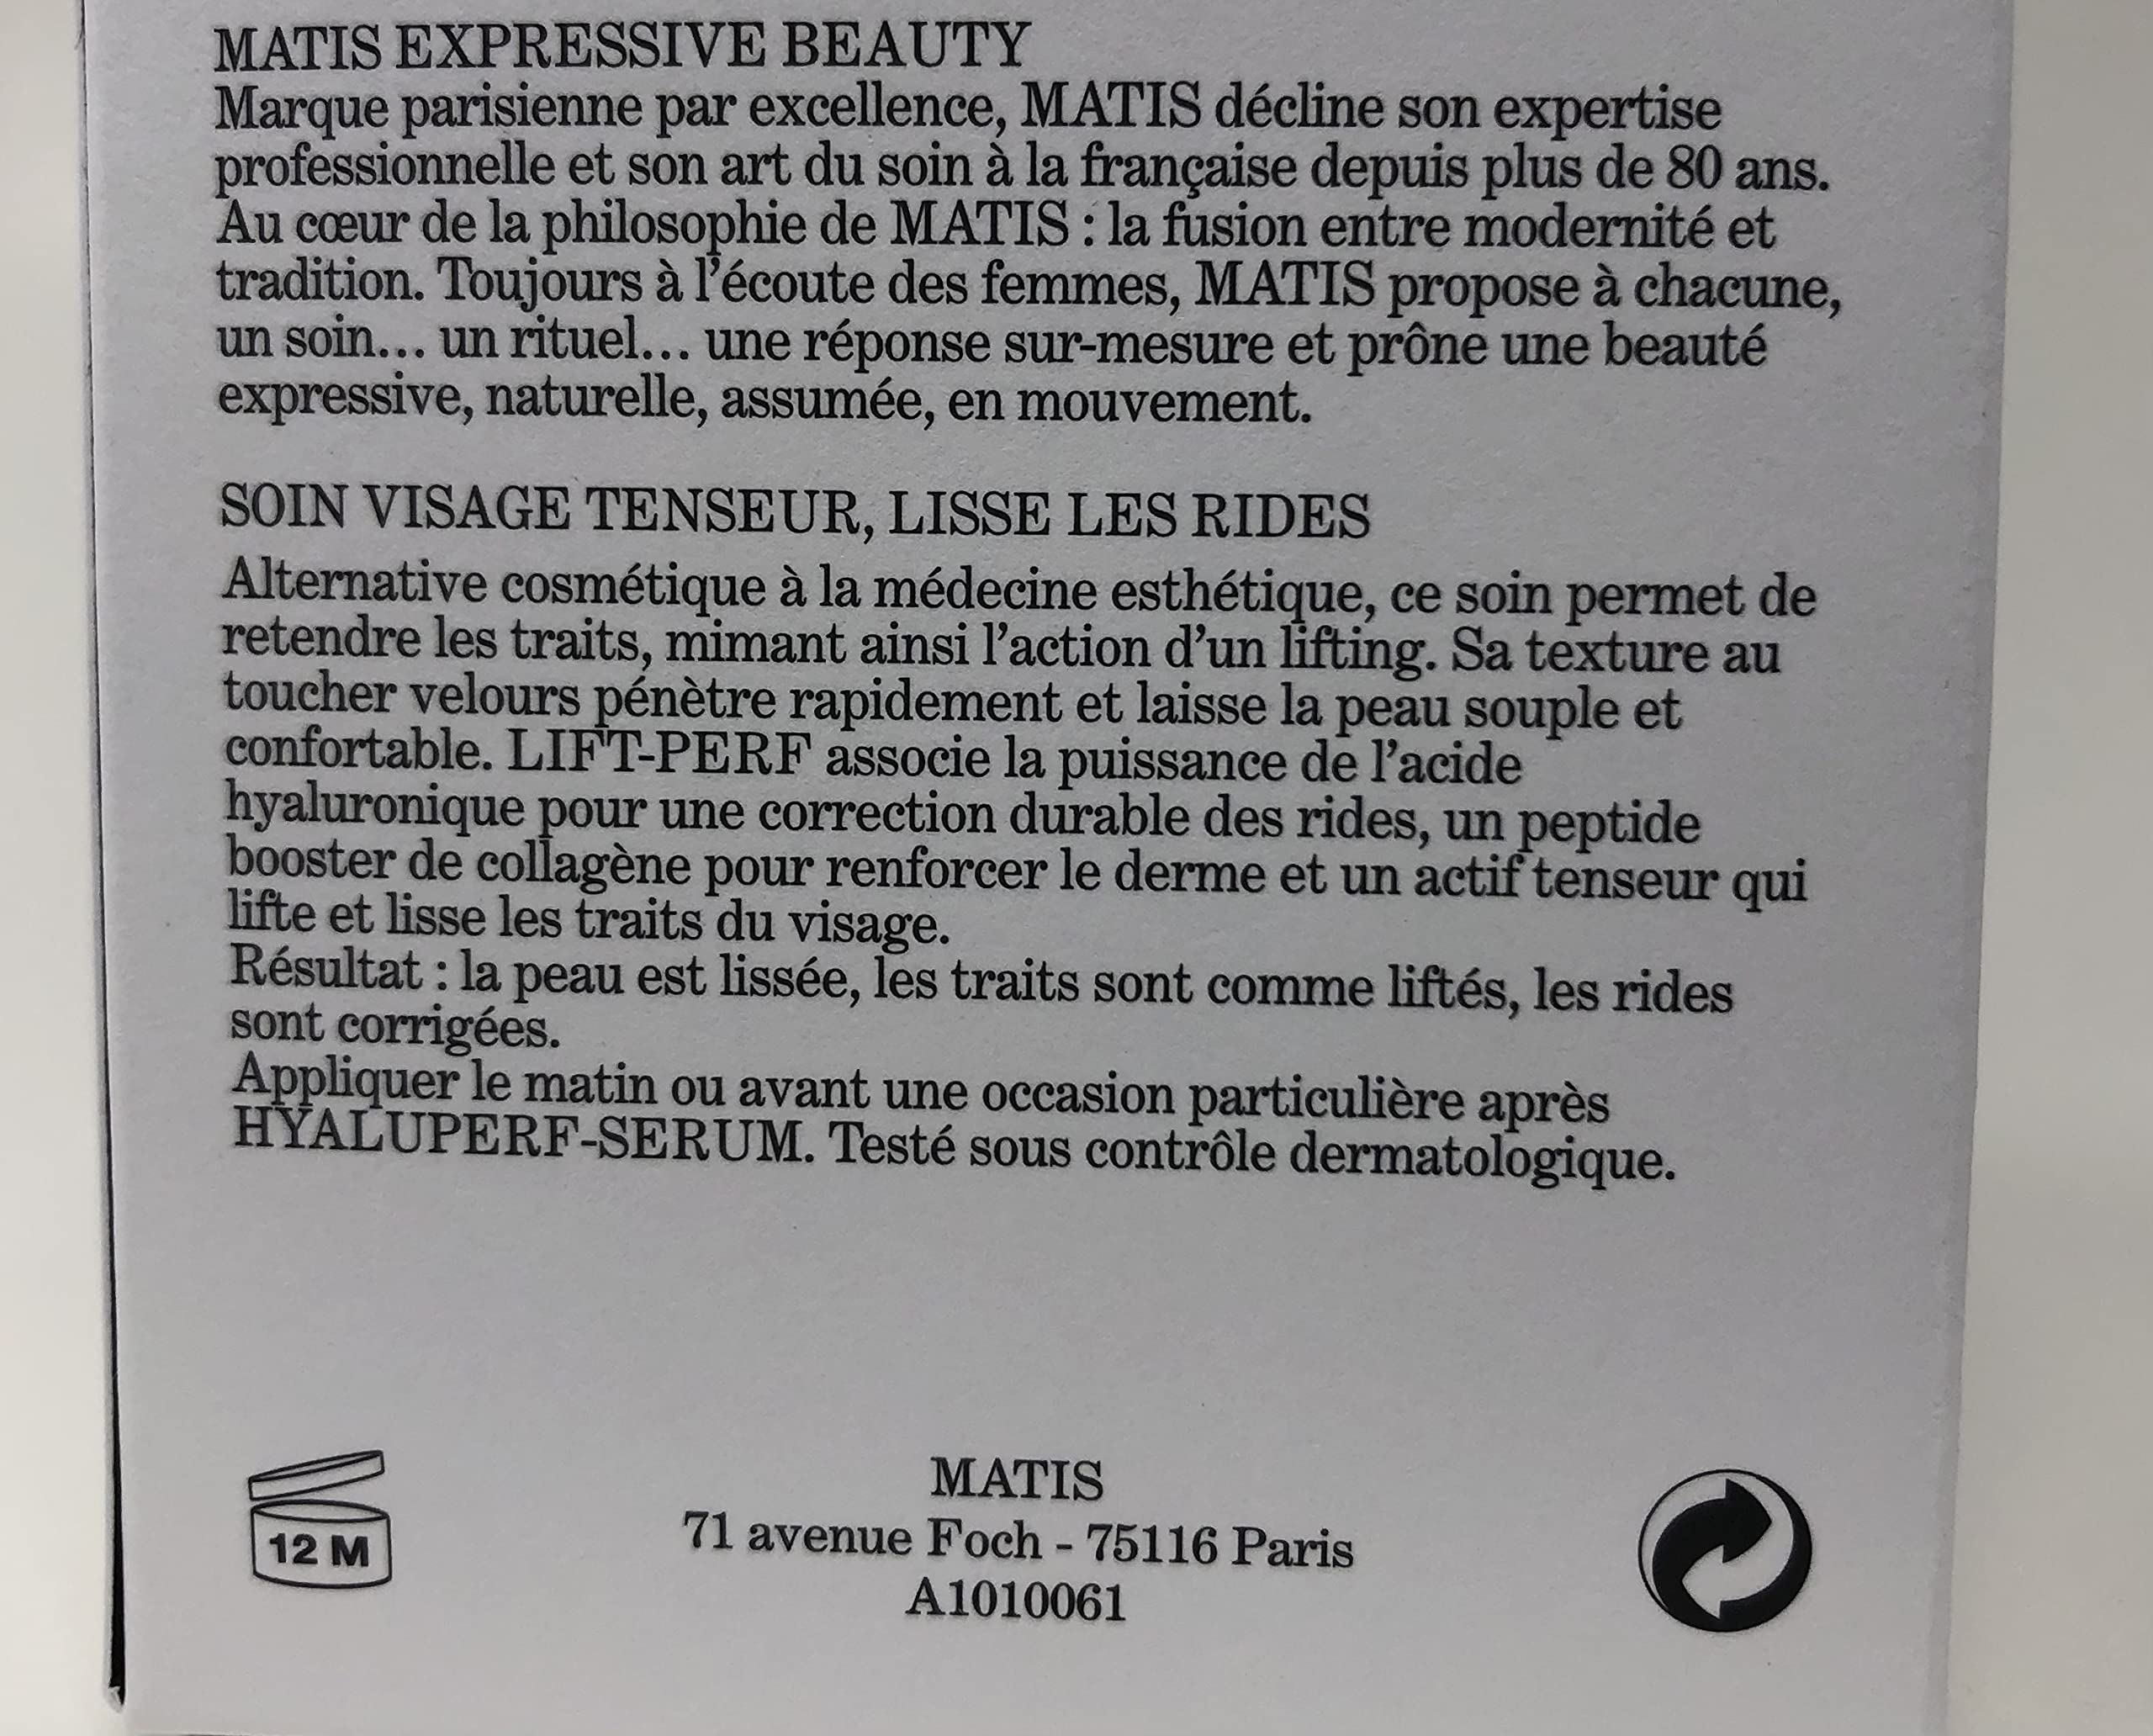 MATIS EXPRESSIVE BEAUTY
Marque parisienne par excellence, MATIS décline son expertise
professionnelle et son art du soin à la française depuis plus de 80 ans.
Au cœur de la philosophie de MATIS : la fusion entre modernité et
tradition. Toujours à l'écoute des femmes, MATIS propose à chacune,
un soin... un rituel... une réponse sur-mesure et prône une beauté
expressive, naturelle, assumée, en mouvement.
SOIN VISAGE TENSEUR, LISSE LES RIDES
Alternative cosmétique à la médecine esthétique, ce soin permet de
retendre les traits, mimant ainsi l'action d'un lifting. Sa texture au
toucher velours pénètre rapidement et laisse la peau souple et
confortable. LIFT-PERF associe la puissance de l'acide
hyaluronique pour une correction durable des rides, un peptide
booster de collagène pour renforcer le derme et un actif tenseur qui
lifte et lisse les traits du visage.
Résultat : la peau est lissée, les traits sont comme liftés, les rides
sont corrigées.
Appliquer le matin ou avant une occasion particulière après
HYALUPERF-SERUM. Testé sous contrôle dermatologique.
12 M
MATIS
71 avenue Foch - 75116 Paris
A1010061